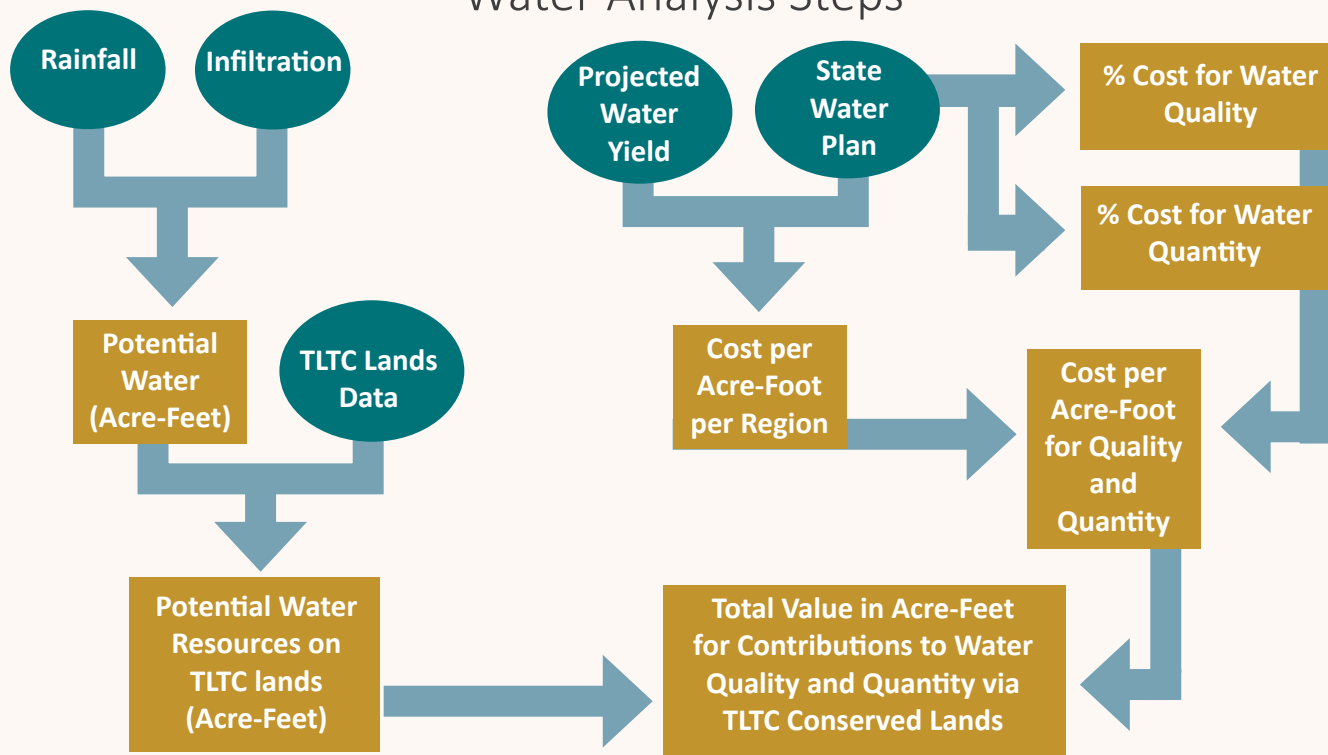 Water Analysis Steps
Rainfall
Infiltration
Projected
Water
Yield
State
Water
Plan
% Cost for Water
Quality
% Cost for Water
Quantity
Potential
Water
(Acre-Feet)
TLTC Lands
Data
Cost per
Acre-Foot
per Region
Cost per
Acre-Foot
for Quality
and
Quantity
Potential Water
Resources on
TLTC lands
(Acre-Feet)
Total Value in Acre-Feet
for Contributions to Water
Quality and Quantity via
TLTC Conserved Lands